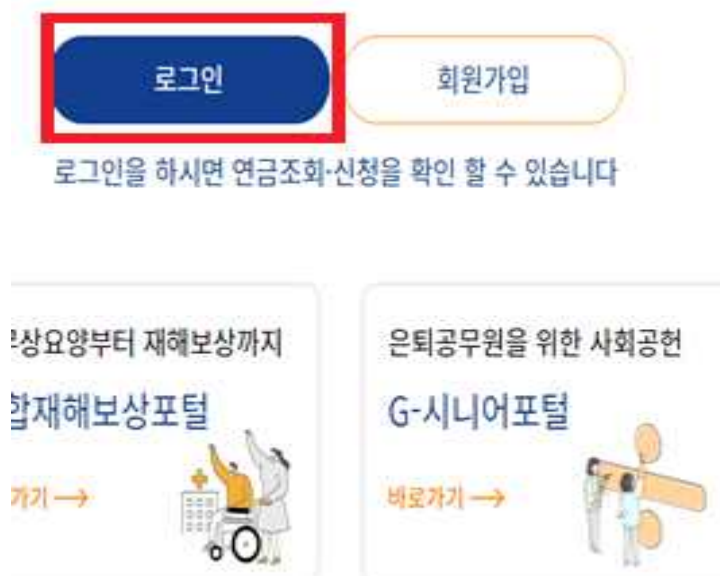 로그인
회원가입
로그인을 하시면 연금조회·신청을 확인 할 수 있습니다
상요양부터 재해보상까지
합재해보상포털
가기 →
은퇴공무원을 위한 사회공헌
G-시니어포털
바로가기 →